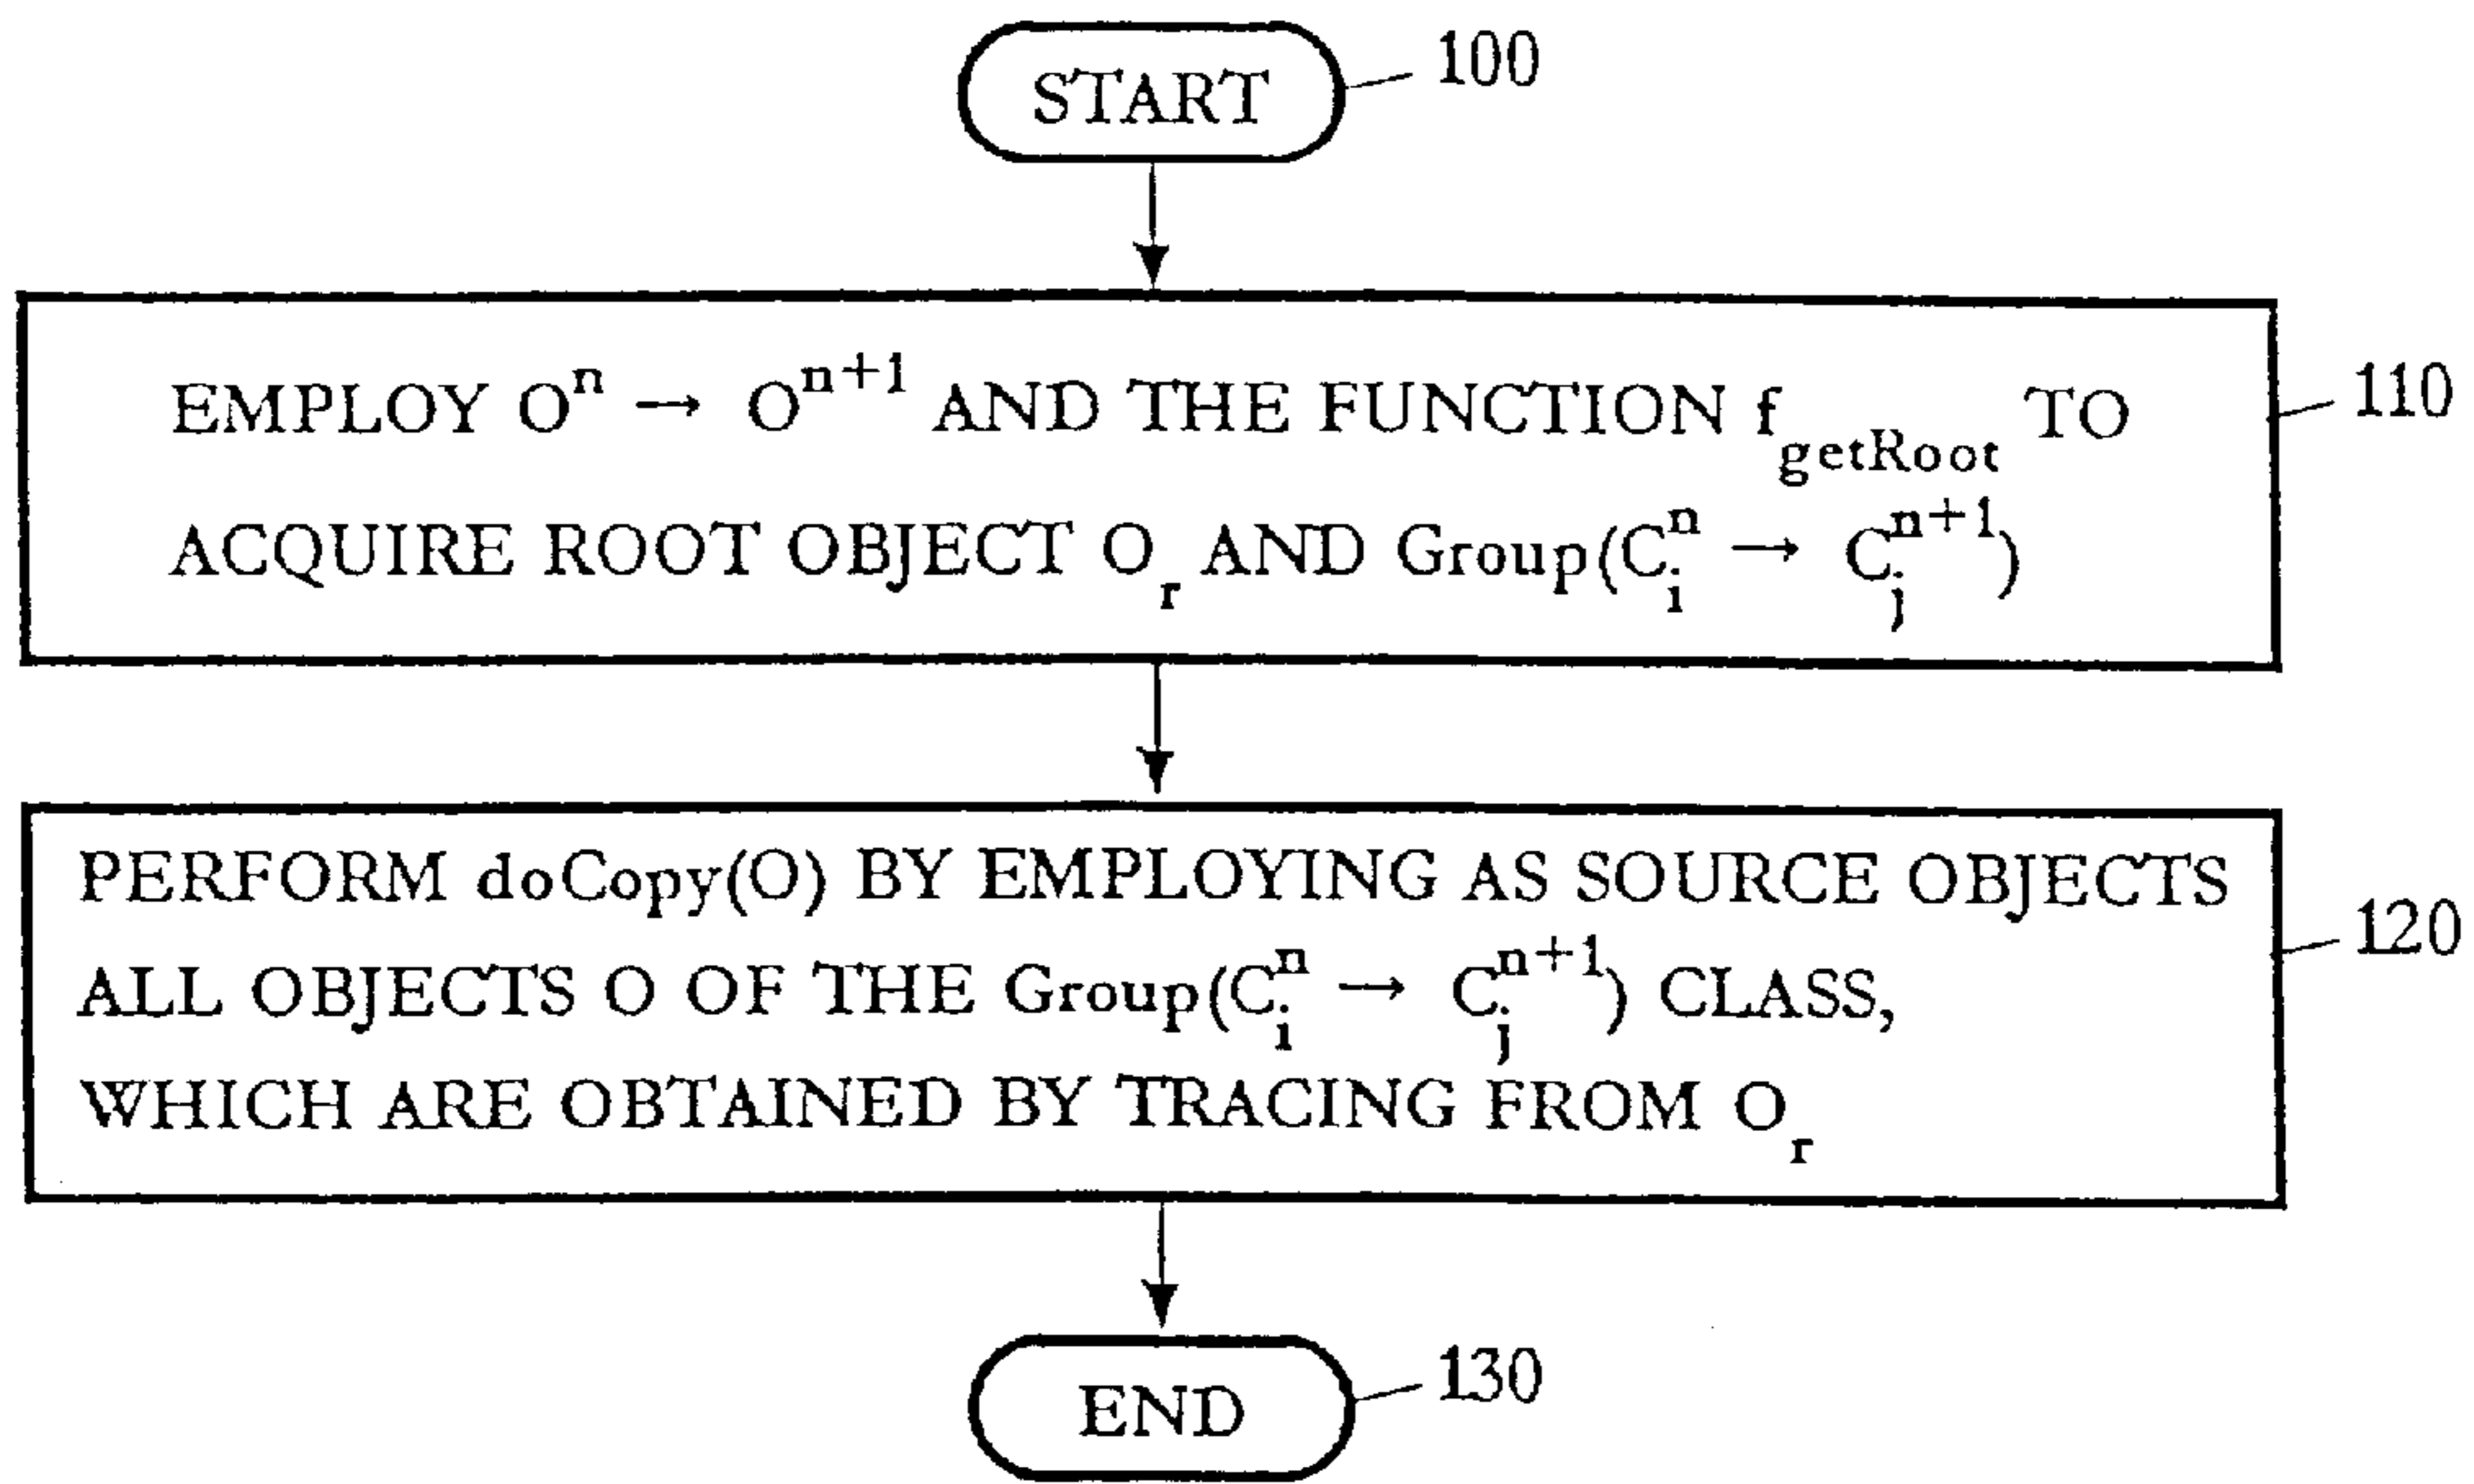 START 100
EMPLOY Oⁿ → Oⁿ⁺¹ AND THE FUNCTION f_getRoot TO 110
ACQUIRE ROOT OBJECT O_r AND Group(C_i^n → C_j^{n+1})
PERFORM doCopy(O) BY EMPLOYING AS SOURCE OBJECTS
ALL OBJECTS O OF THE Group(C_i^n → C_j^{n+1}) CLASS, 120
WHICH ARE OBTAINED BY TRACING FROM O_r
END 130